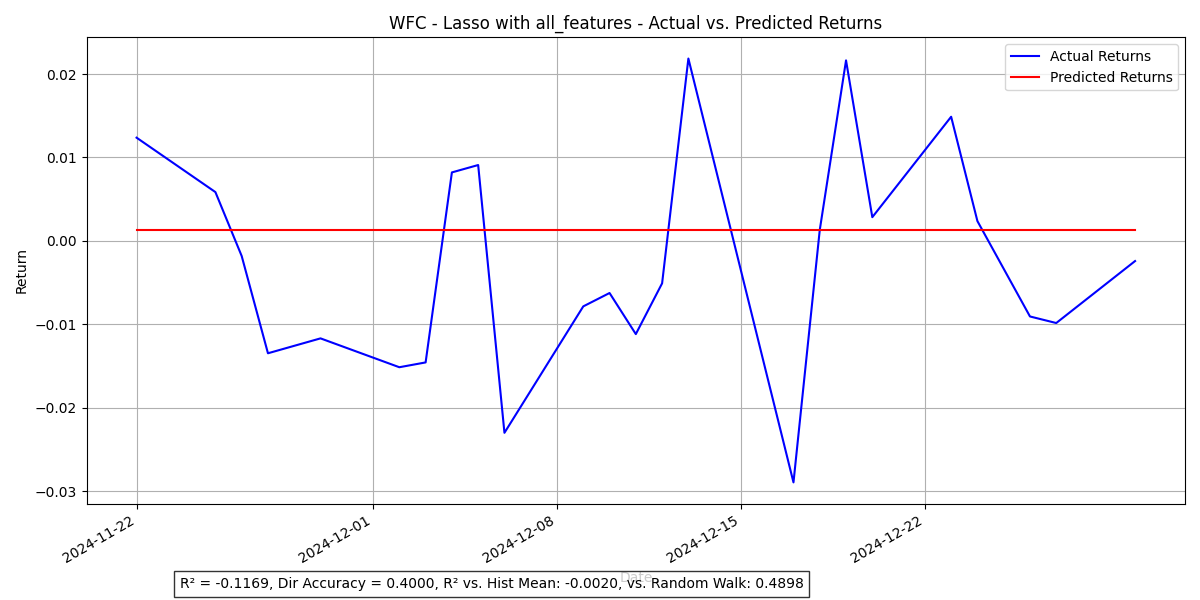 WFC - Lasso with all_features - Actual vs. Predicted Returns
Actual Returns
Predicted Returns
0.02
0.01
0.00
−0.01
−0.02
−0.03
Return
2024-11-22
2024-12-01
2024-12-08
2024-12-15
2024-12-22
Date
R² = -0.1169, Dir Accuracy = 0.4000, R² vs. Hist Mean: -0.0020, vs. Random Walk: 0.4898